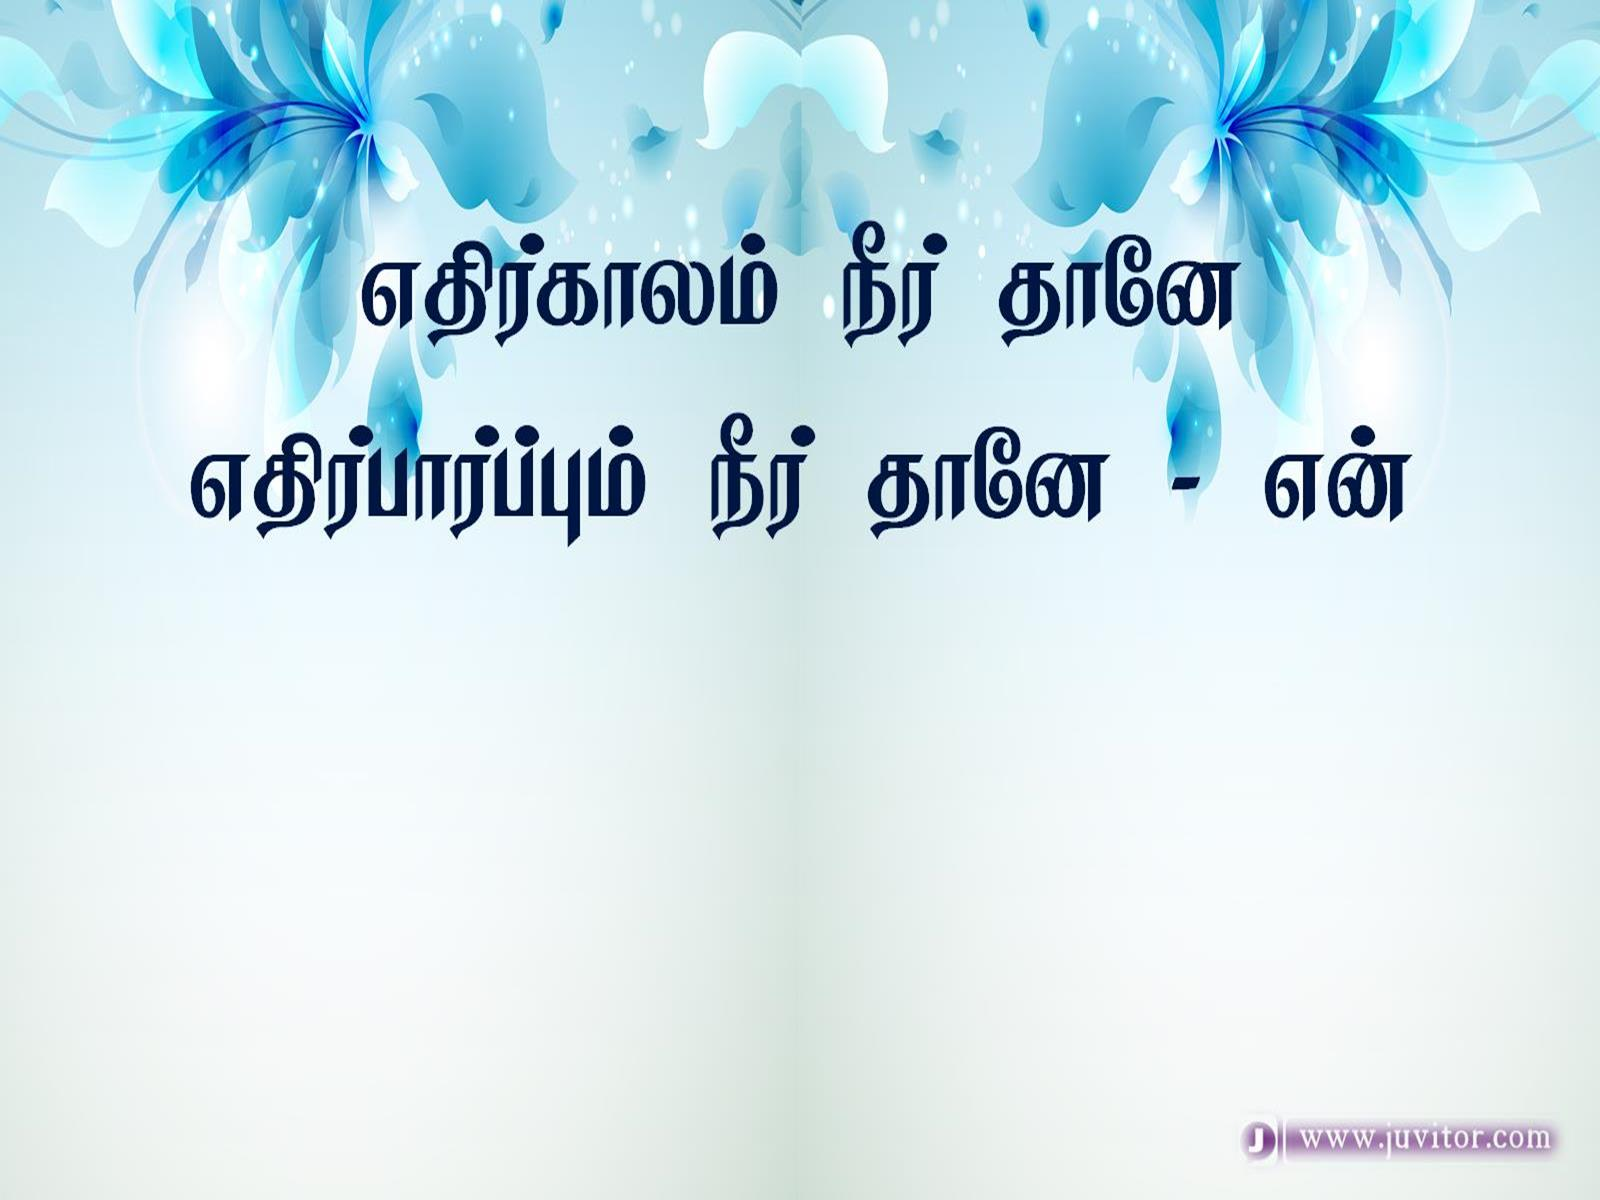 எதிர்காலம் நீர் தானே
எதிர்பார்ப்பும் நீர் தானே - என்
J www.juvitor.com